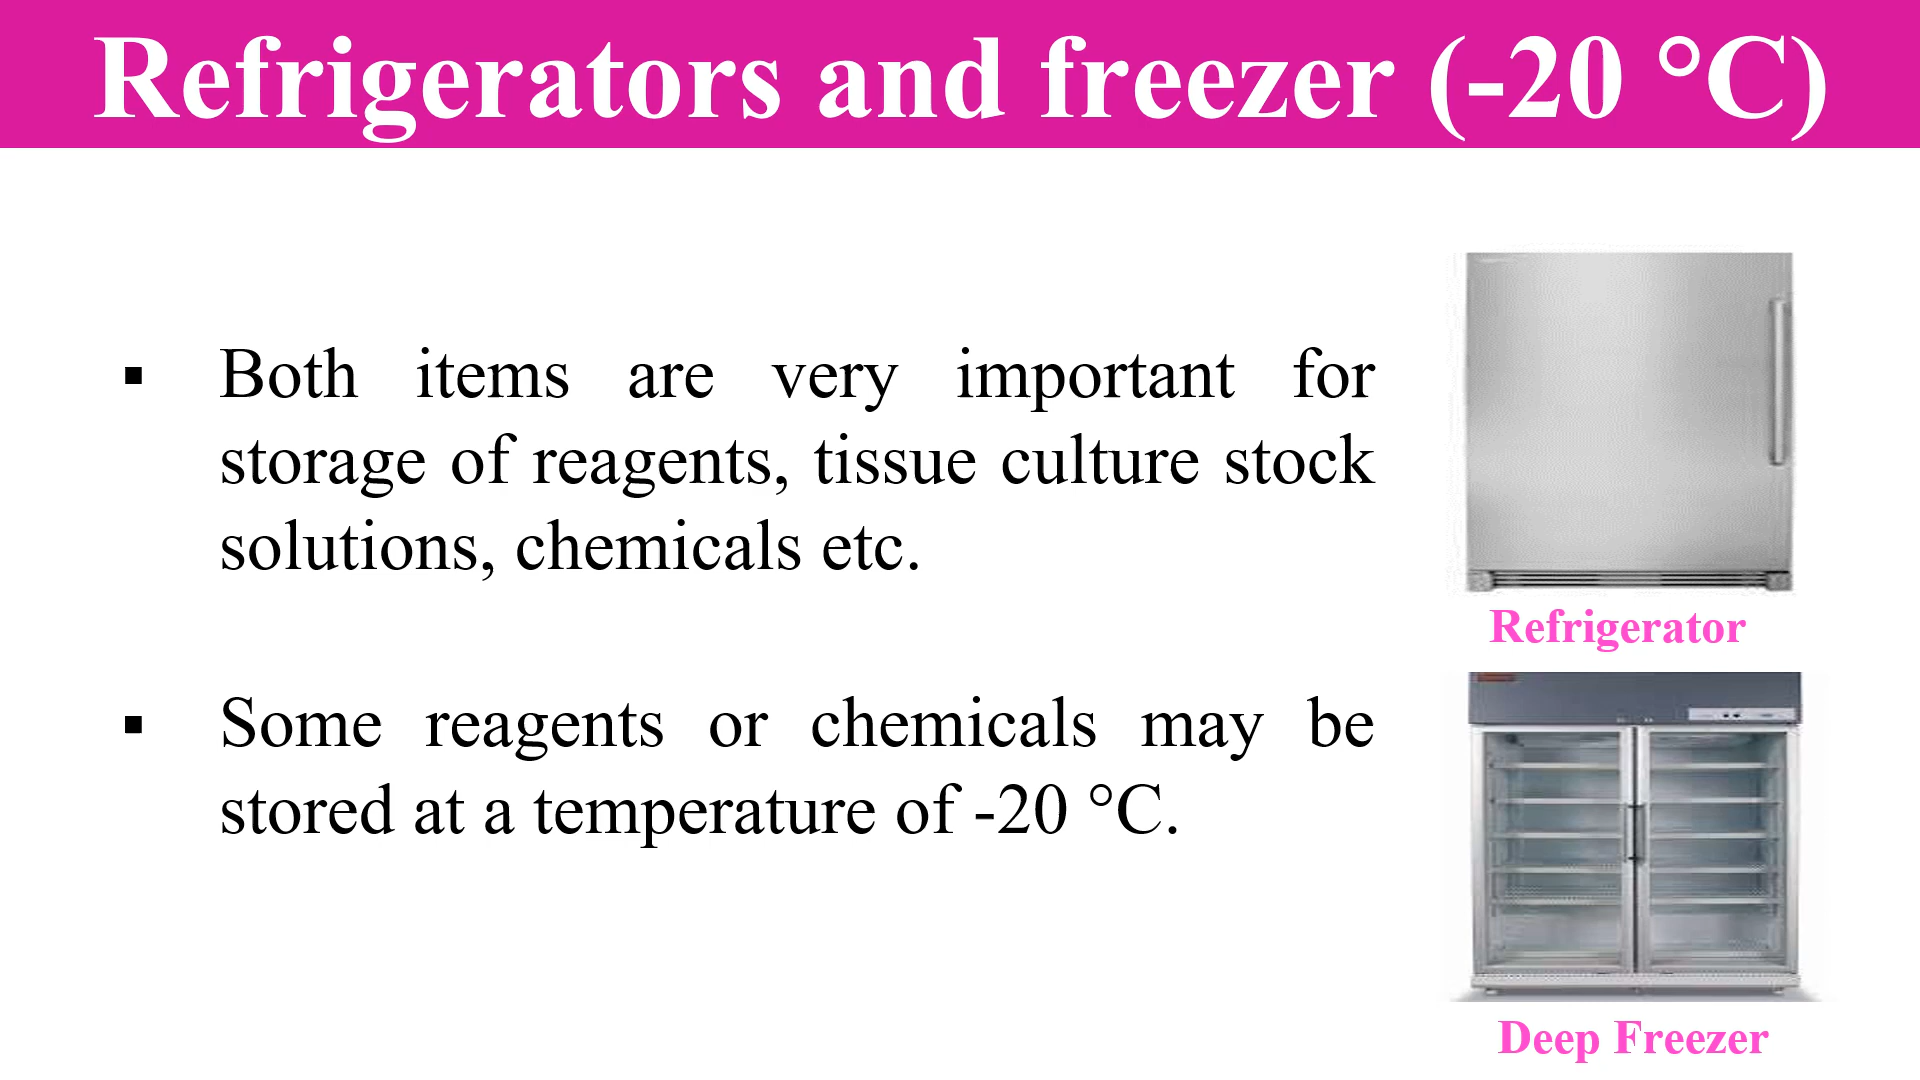 Refrigerators and freezer (-20 °C)
▪ Both items are very important for
storage of reagents, tissue culture stock
solutions, chemicals etc.
▪ Some reagents or chemicals may be
stored at a temperature of -20 °C.
Refrigerator
Deep Freezer